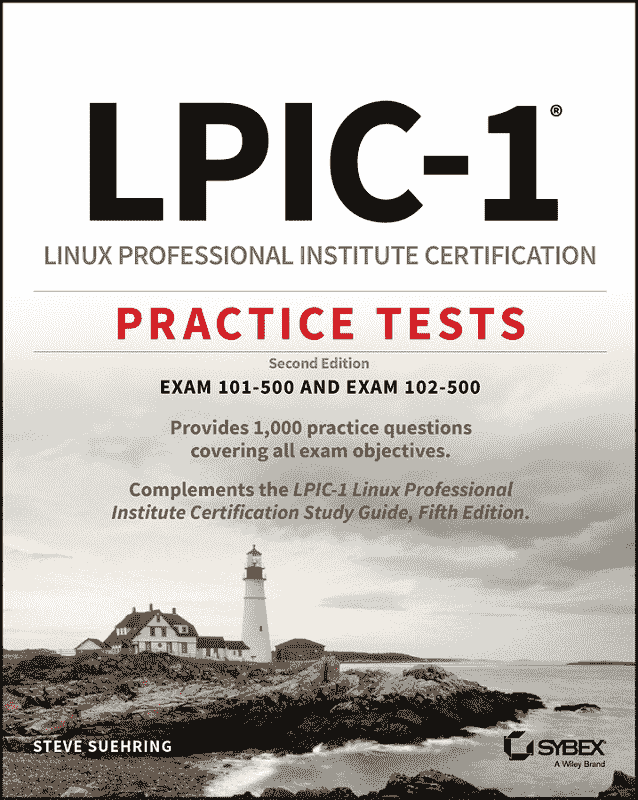 LPIC-1®
LINUX PROFESSIONAL INSTITUTE CERTIFICATION
PRACTICE TESTS
Second Edition
EXAM 101-500 AND EXAM 102-500
Provides 1,000 practice questions
covering all exam objectives.
Complements the LPIC-1 Linux Professional
Institute Certification Study Guide, Fifth Edition.
STEVE SUEHRING
SYBEX
A Wiley Brand